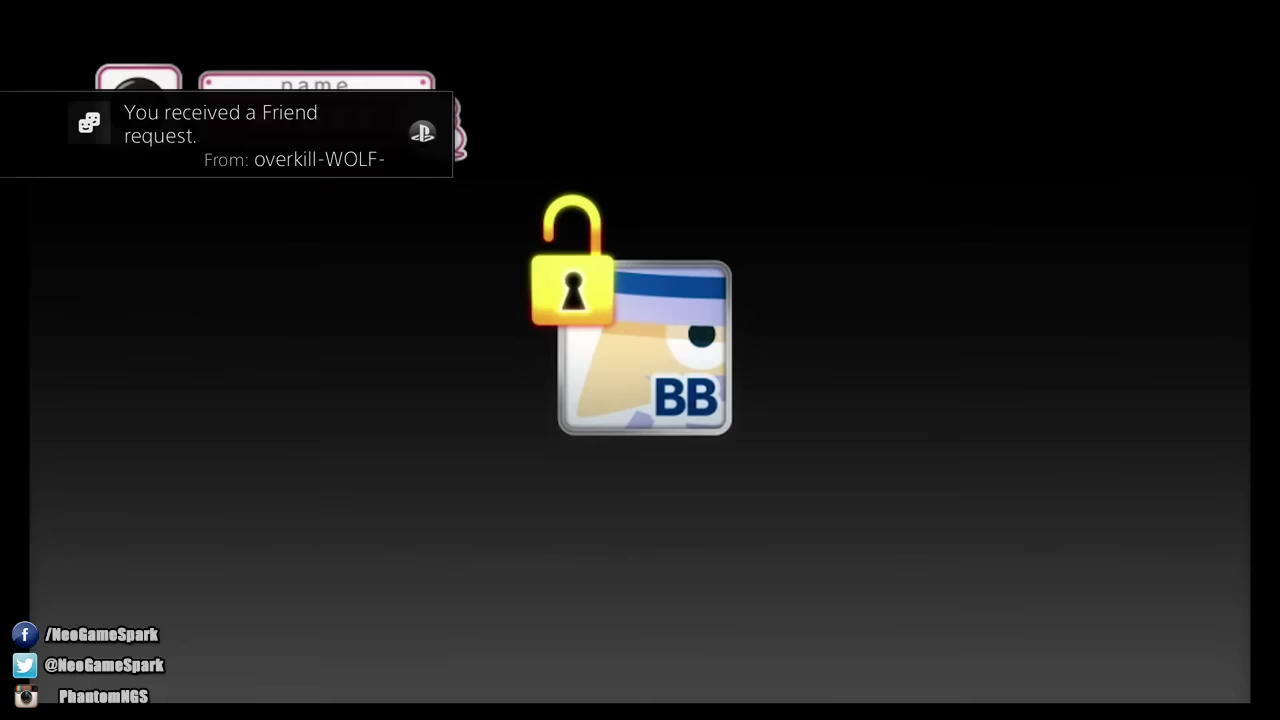 name
You received a Friend
request.
From: overkill-WOLF-
BB
/NeoGameSpark
@NeoGameSpark
PhantomNGS